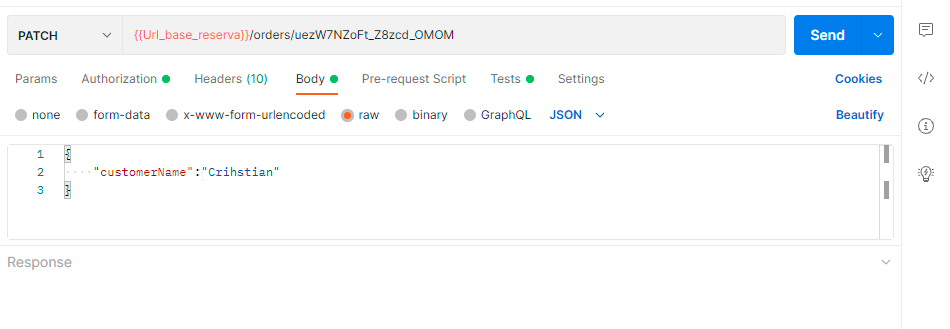 PATCH {{Url_base_reserva}}/orders/uezW7NZoFt_Z8zcd_OMOM Send
Params Authorization Headers (10) Body Pre-request Script Tests Settings Cookies
none form-data x-www-form-urlencoded raw binary GraphQL JSON Beautify
1 {
2 ····"customerName":"Crihstian"
3 }
Response